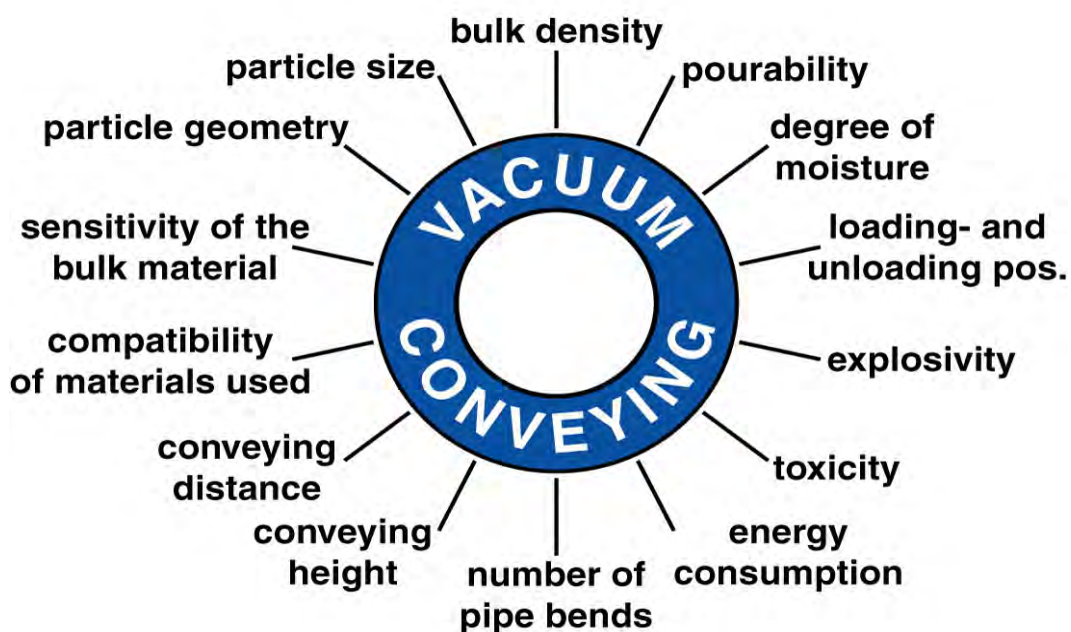 bulk density
particle size
pourability
particle geometry
degree of
moisture
sensitivity of the
bulk material
loading- and
unloading pos.
VACUUM
CONVEYING
compatibility
of materials used
explosivity
conveying
distance
toxicity
conveying
height
number of
pipe bends
energy
consumption